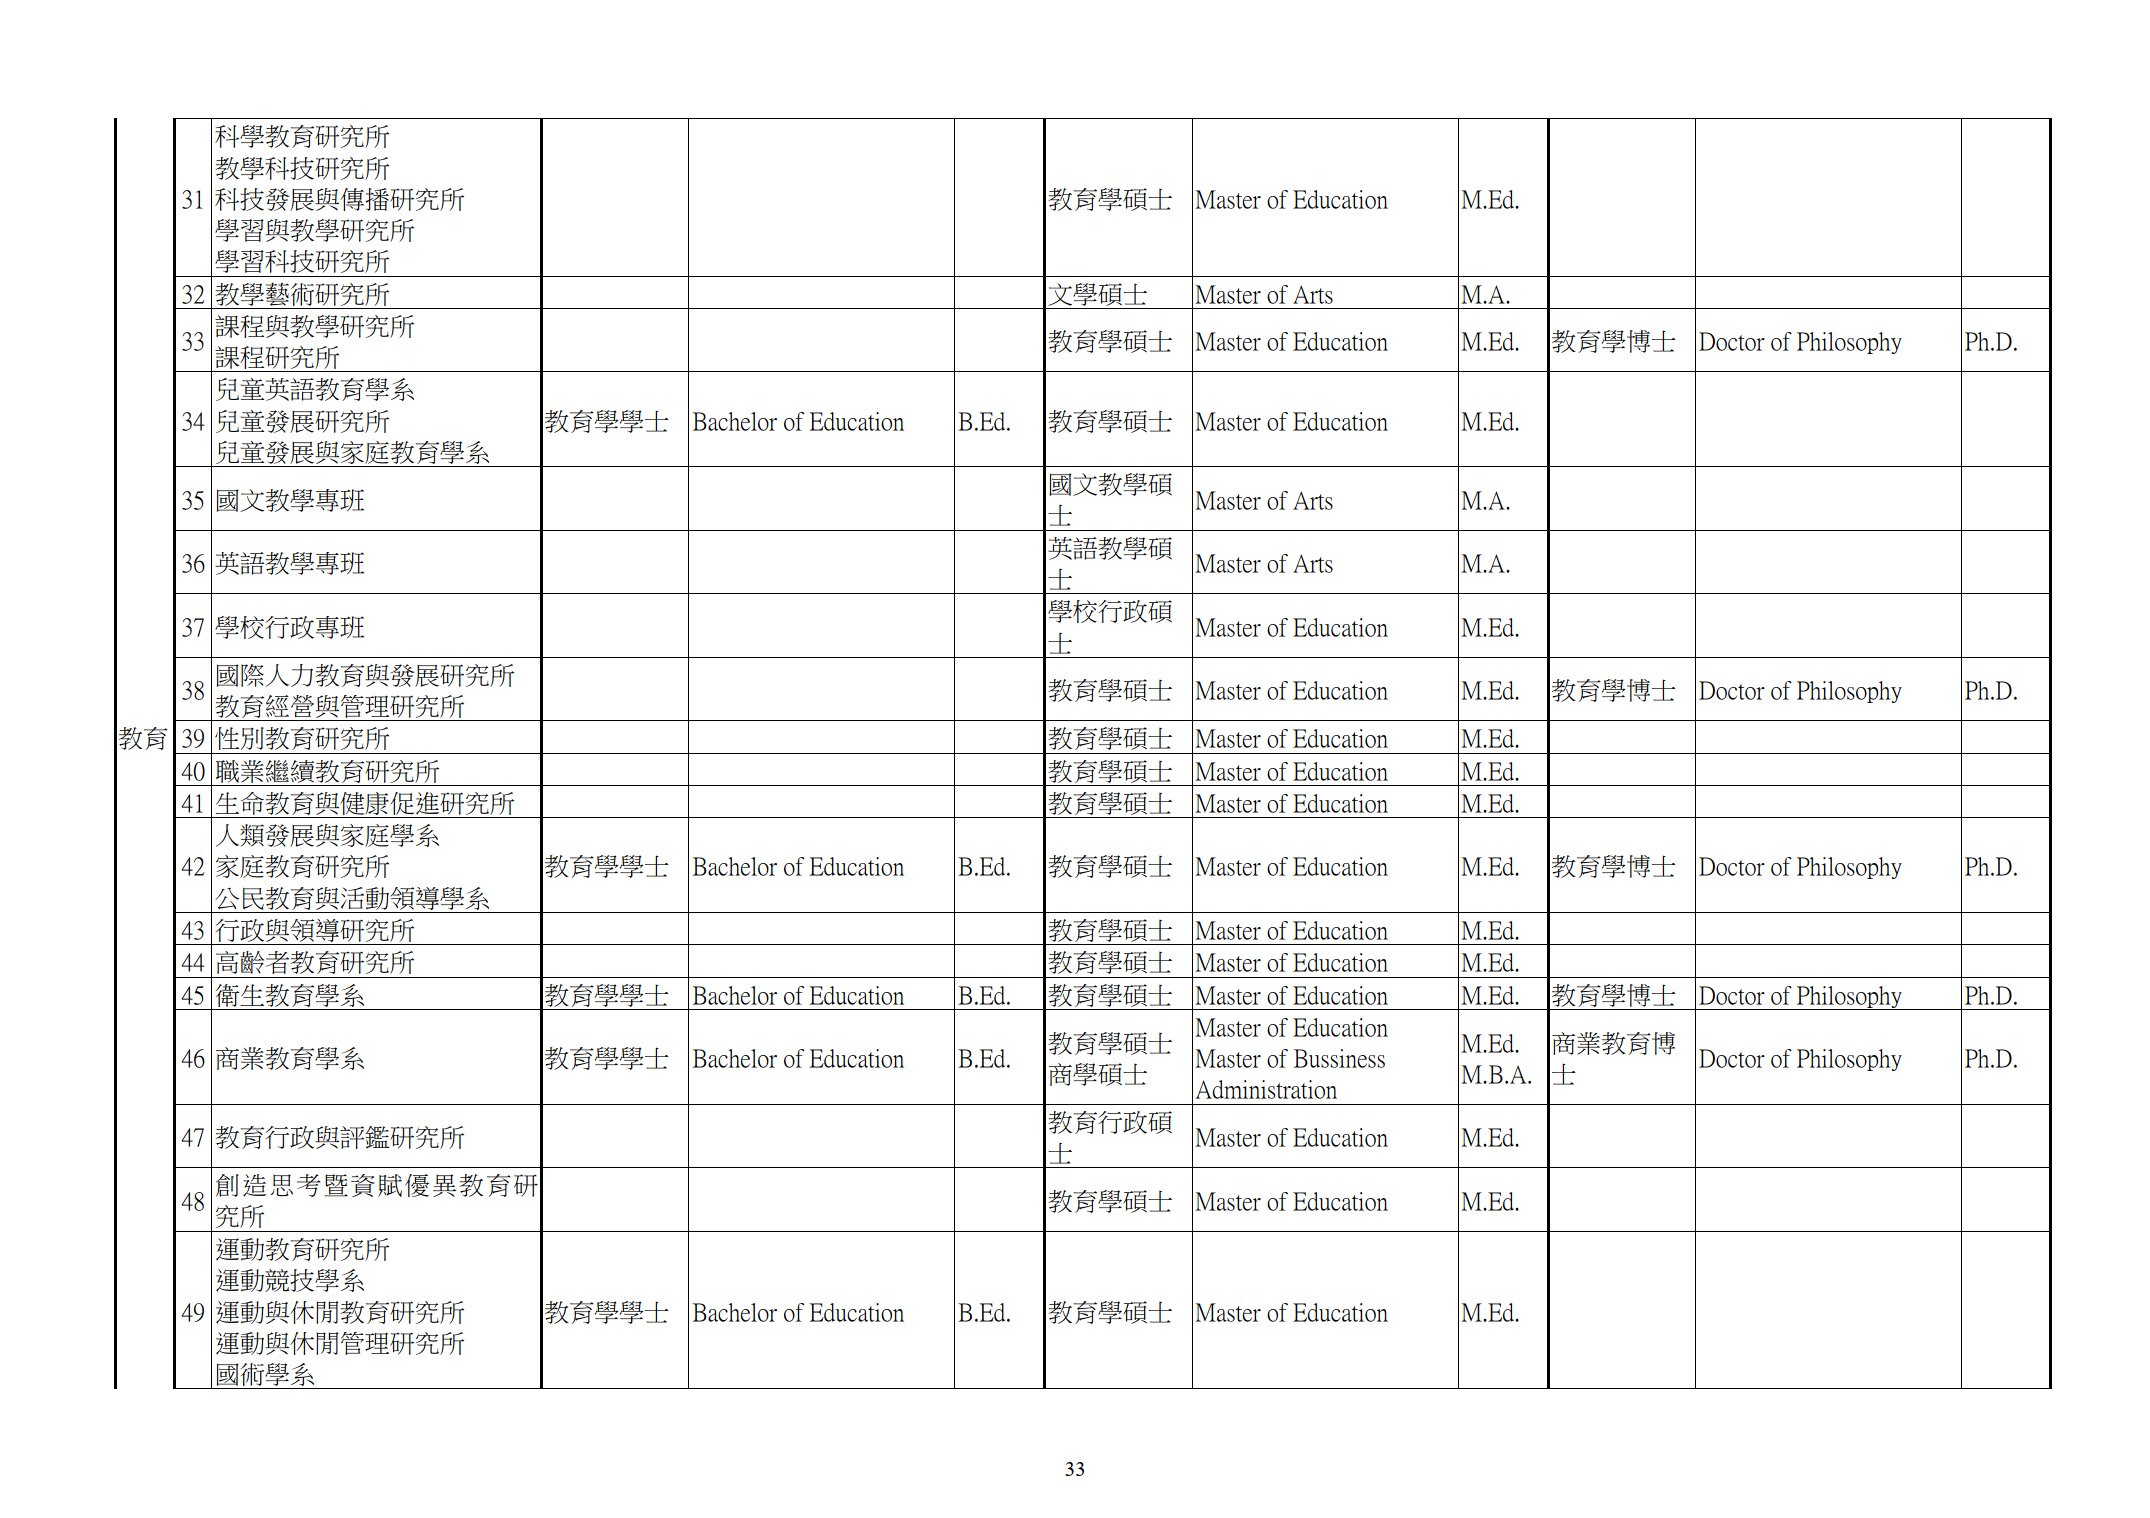 教育
31
科學教育研究所
教學科技研究所
科技發展與傳播研究所
學習與教學研究所
學習科技研究所
教育學碩士 Master of Education M.Ed.
32 教學藝術研究所 文學碩士 Master of Arts M.A.
33
課程與教學研究所
課程研究所
教育學碩士 Master of Education M.Ed. 教育學博士 Doctor of Philosophy Ph.D.
34
兒童英語教育學系
兒童發展研究所
兒童發展與家庭教育學系
教育學學士 Bachelor of Education B.Ed. 教育學碩士 Master of Education M.Ed.
35 國文教學專班
國文教學碩
士
Master of Arts M.A.
36 英語教學專班
英語教學碩
士
Master of Arts M.A.
37 學校行政專班
學校行政碩
士
Master of Education M.Ed.
38
國際人力教育與發展研究所
教育經營與管理研究所
教育學碩士 Master of Education M.Ed. 教育學博士 Doctor of Philosophy Ph.D.
39 性別教育研究所 教育學碩士 Master of Education M.Ed.
40 職業繼續教育研究所 教育學碩士 Master of Education M.Ed.
41 生命教育與健康促進研究所 教育學碩士 Master of Education M.Ed.
42
人類發展與家庭學系
家庭教育研究所
公民教育與活動領導學系
教育學學士 Bachelor of Education B.Ed. 教育學碩士 Master of Education M.Ed. 教育學博士 Doctor of Philosophy Ph.D.
43 行政與領導研究所 教育學碩士 Master of Education M.Ed.
44 高齡者教育研究所 教育學碩士 Master of Education M.Ed.
45 衛生教育學系 教育學學士 Bachelor of Education B.Ed. 教育學碩士 Master of Education M.Ed. 教育學博士 Doctor of Philosophy Ph.D.
46 商業教育學系 教育學學士 Bachelor of Education B.Ed.
教育學碩士
商學碩士
Master of Education
Master of Bussiness
Administration
M.Ed.
M.B.A.
商業教育博
士
Doctor of Philosophy Ph.D.
47 教育行政與評鑑研究所
教育行政碩
士
Master of Education M.Ed.
48
創造思考暨資賦優異教育研
究所
教育學碩士 Master of Education M.Ed.
49
運動教育研究所
運動競技學系
運動與休閒教育研究所
運動與休閒管理研究所
國術學系
教育學學士 Bachelor of Education B.Ed. 教育學碩士 Master of Education M.Ed.
33